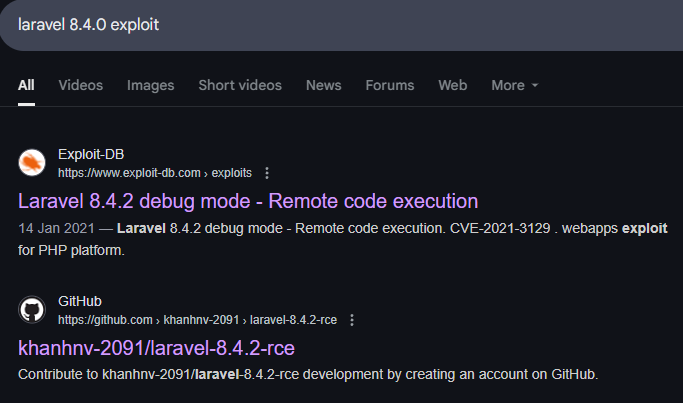 laravel 8.4.0 exploit
All Videos Images Short videos News Forums Web More
Exploit-DB
https://www.exploit-db.com › exploits
Laravel 8.4.2 debug mode - Remote code execution
14 Jan 2021 — Laravel 8.4.2 debug mode - Remote code execution. CVE-2021-3129 . webapps exploit
for PHP platform.
GitHub
https://github.com › khanhnv-2091 › laravel-8.4.2-rce
khanhnv-2091/laravel-8.4.2-rce
Contribute to khanhnv-2091/laravel-8.4.2-rce development by creating an account on GitHub.